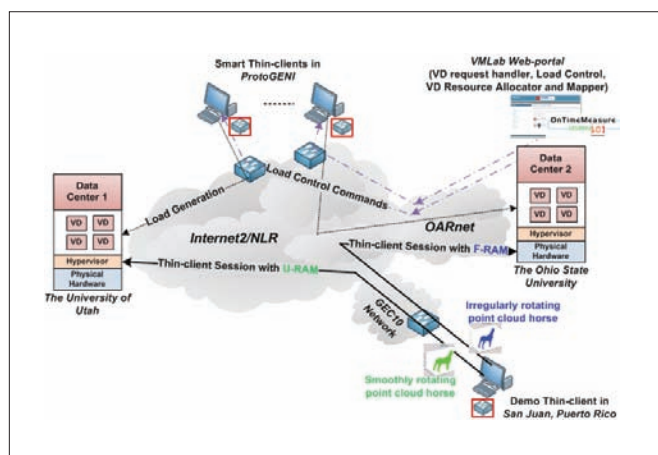 Smart Thin-clients in
ProtoGENI
VMLab Web-portal
(VD request handler, Load Control,
VD Resource Allocator and Mapper)
OnTimeMeasure
Data
Center 1
VD VD
VD VD
Hypervisor
Physical
Hardware
The University of
Utah
Load Generation
Load Control Commands
Internet2/NLR
OARnet
Data
Center 2
VD VD
VD VD
Hypervisor
Physical
Hardware
The Ohio State
University
Thin-client Session with F-RAM
Thin-client Session with U-RAM
GEC10
Network
Irregularly rotating
point cloud horse
Smoothly rotating
point cloud horse
Demo Thin-client in
San Juan, Puerto Rico